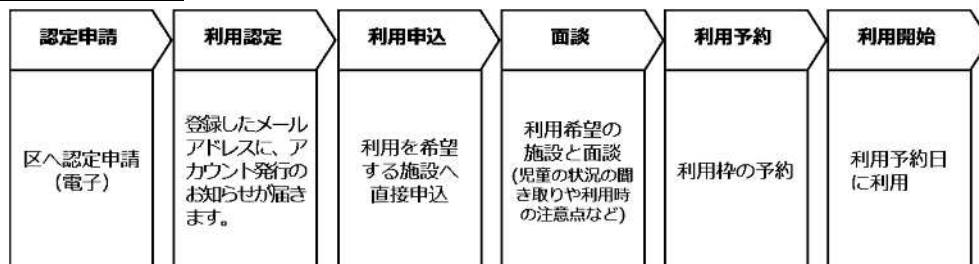 認定申請
区へ認定申請
(電子)
利用認定
登録したメール
アドレスに、ア
カウント発行の
お知らせが届き
ます。
利用申込
利用を希望
する施設へ
直接申込
面談
利用希望の
施設と面談
(児童の状況の聞
き取りや利用時
の注意点など)
利用予約
利用枠の予約
利用開始
利用予約日
に利用